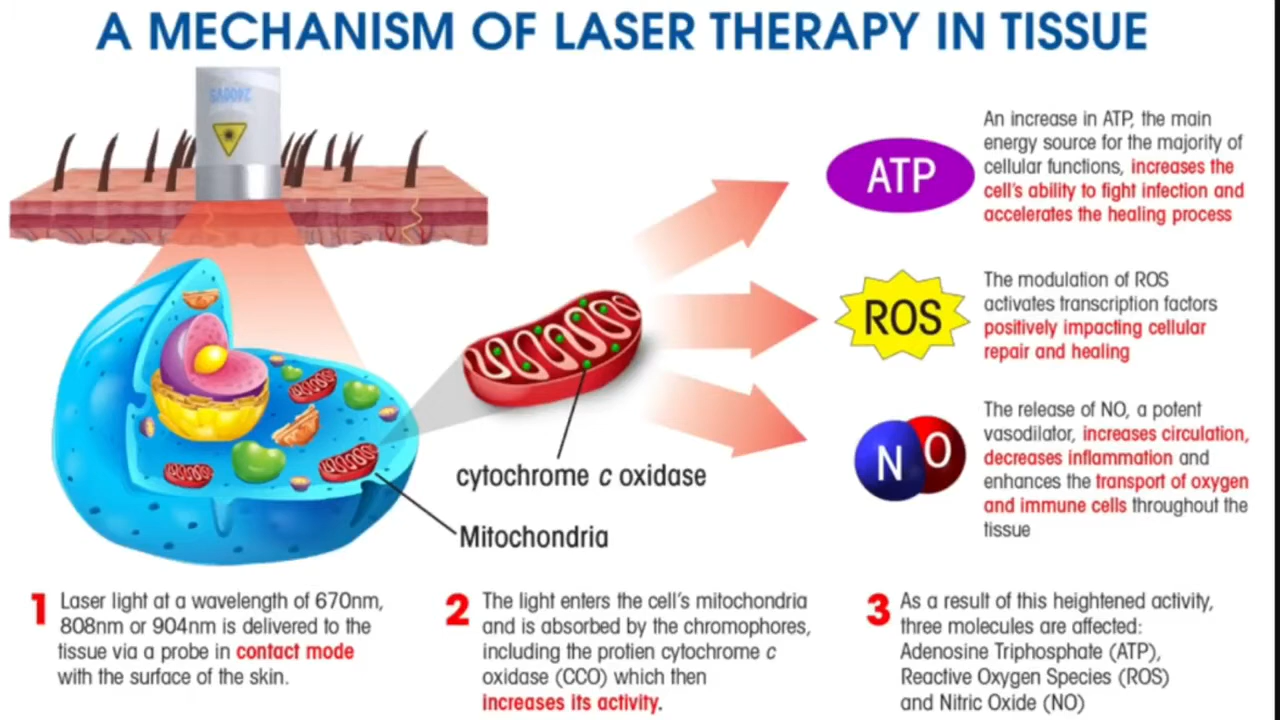 A MECHANISM OF LASER THERAPY IN TISSUE
ATP
An increase in ATP, the main
energy source for the majority of
cellular functions, increases the
cell's ability to fight infection and
accelerates the healing process
ROS
The modulation of ROS
activates transcription factors
positively impacting cellular
repair and healing
NO
The release of NO, a potent
vasodilator, increases circulation,
decreases inflammation and
enhances the transport of oxygen
and immune cells throughout the
tissue
cytochrome c oxidase
Mitochondria
1
Laser light at a wavelength of 670nm,
808nm or 904nm is delivered to the
tissue via a probe in contact mode
with the surface of the skin.
2
The light enters the cell's mitochondria
and is absorbed by the chromophores,
including the protien cytochrome c
oxidase (CCO) which then
increases its activity.
3
As a result of this heightened activity,
three molecules are affected:
Adenosine Triphosphate (ATP),
Reactive Oxygen Species (ROS)
and Nitric Oxide (NO)